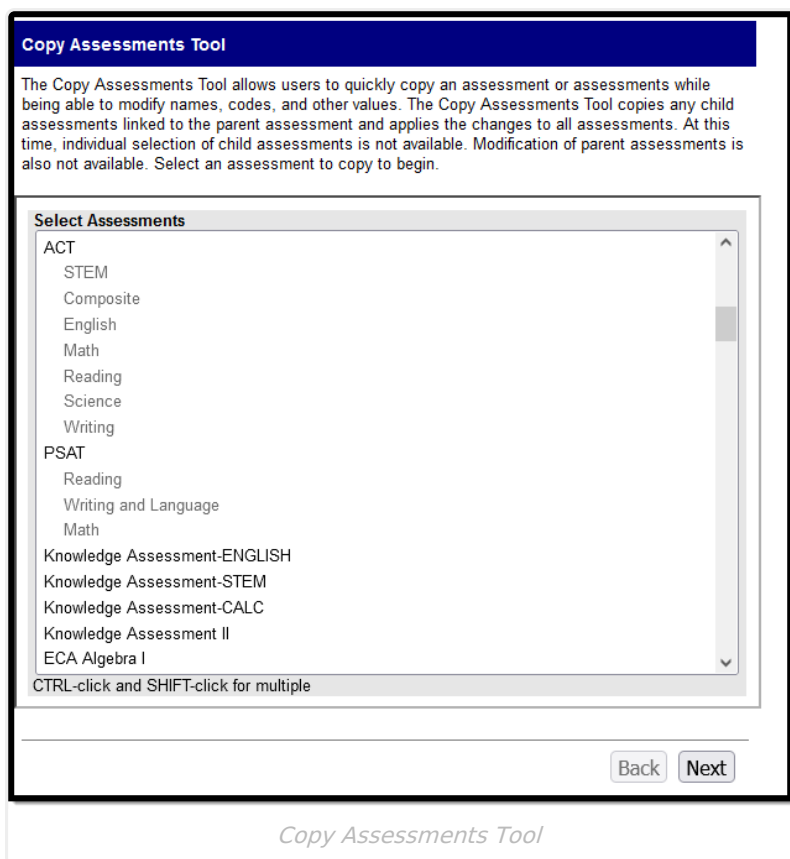 Copy Assessments Tool
The Copy Assessments Tool allows users to quickly copy an assessment or assessments while
being able to modify names, codes, and other values. The Copy Assessments Tool copies any child
assessments linked to the parent assessment and applies the changes to all assessments. At this
time, individual selection of child assessments is not available. Modification of parent assessments is
also not available. Select an assessment to copy to begin.
Select Assessments
ACT
STEM
Composite
English
Math
Reading
Science
Writing
PSAT
Reading
Writing and Language
Math
Knowledge Assessment-ENGLISH
Knowledge Assessment-STEM
Knowledge Assessment-CALC
Knowledge Assessment II
ECA Algebra I
CTRL-click and SHIFT-click for multiple
Back Next
Copy Assessments Tool